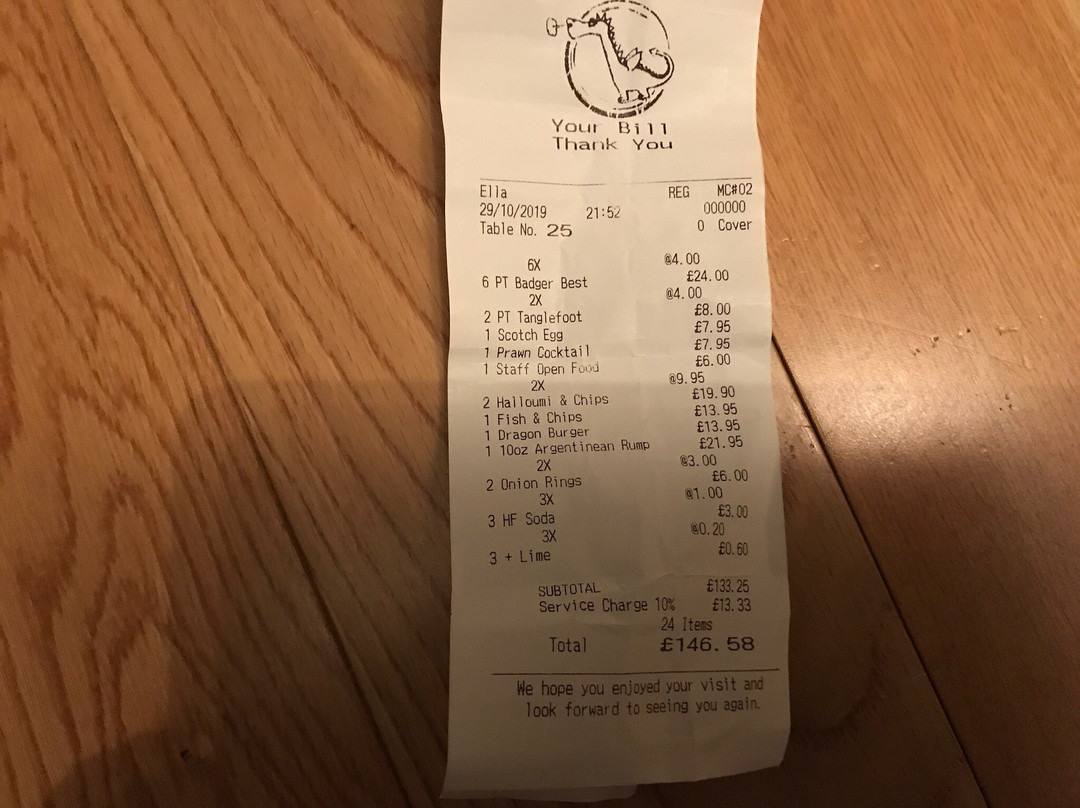 Your Bill
Thank You
Ella REG MC#02
29/10/2019 21:52 000000
Table No. 25 0 Cover
6X @4.00
6 PT Badger Best £24.00
2X @4.00
2 PT Tanglefoot £8.00
1 Scotch Egg £7.95
1 Prawn Cocktail £7.95
1 Staff Open Food £6.00
2X @9.95
2 Halloumi & Chips £19.90
1 Fish & Chips £13.95
1 Dragon Burger £13.95
1 10oz Argentinean Rump £21.95
2X @3.00
2 Onion Rings £6.00
3X @1.00
3 HF Soda £3.00
3X @0.20
3 + Lime £0.60
SUBTOTAL £133.25
Service Charge 10% £13.33
24 Items
Total £146.58
We hope you enjoyed your visit and
look forward to seeing you again.